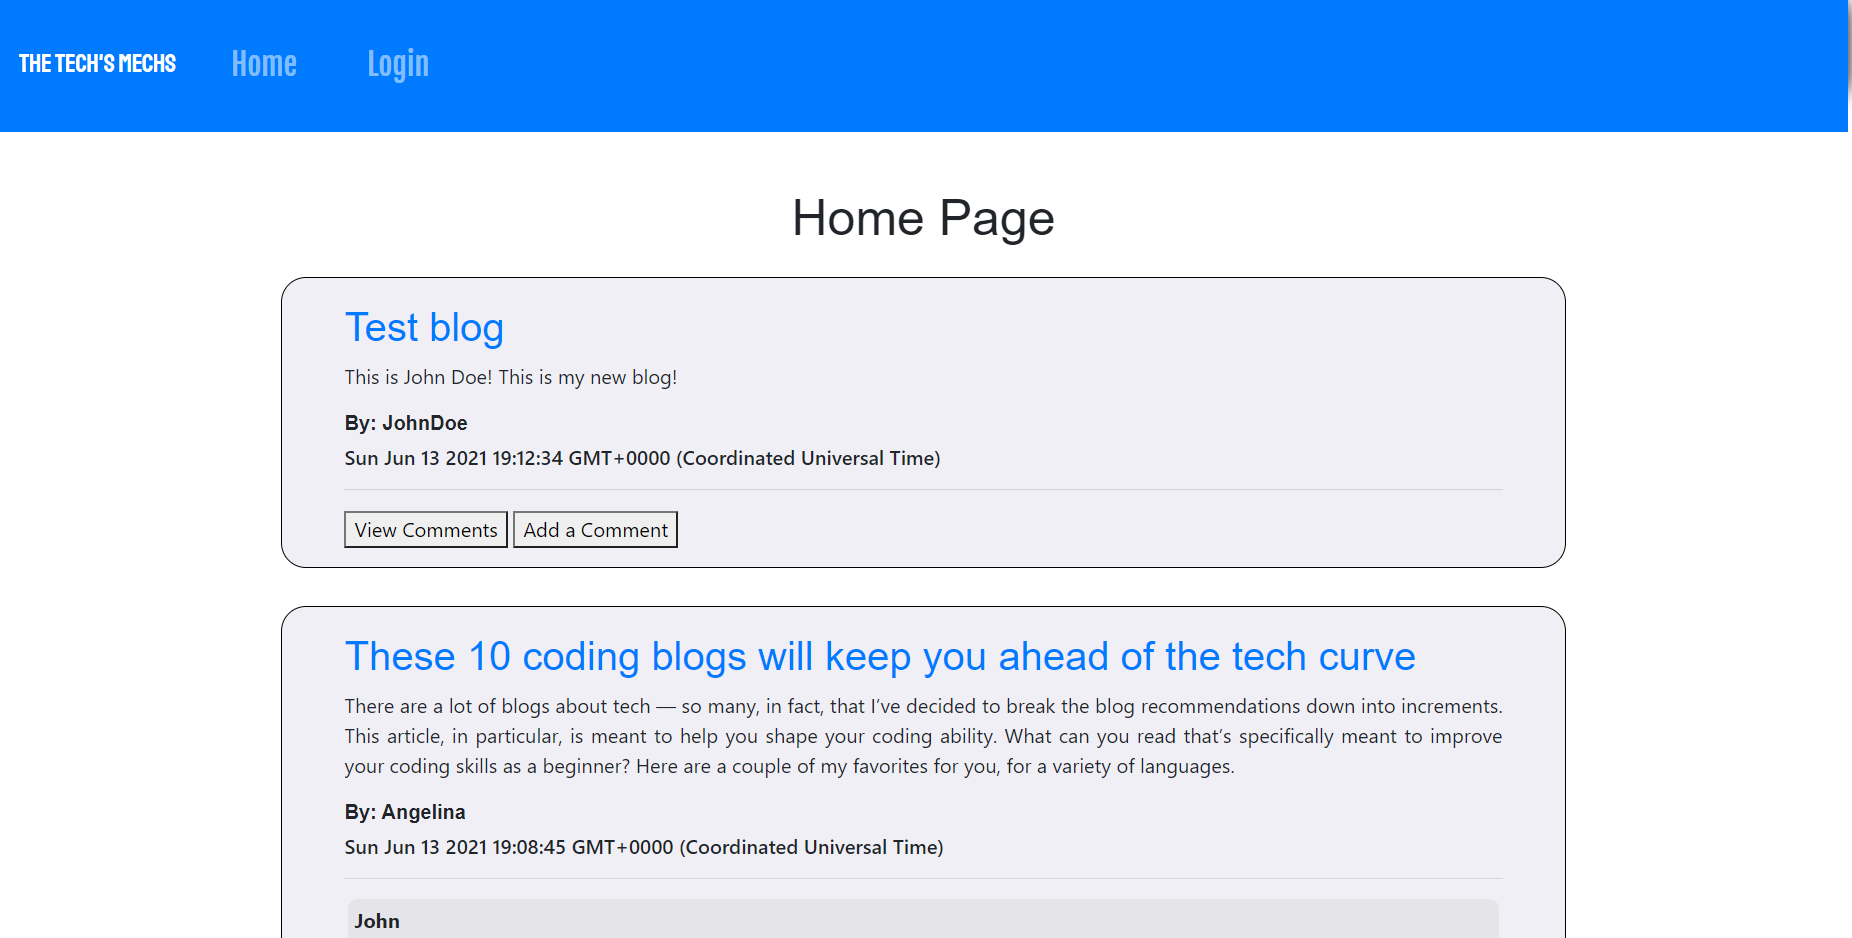 THE TECH'S MECHS Home Login
Home Page
Test blog
This is John Doe! This is my new blog!
By: JohnDoe
Sun Jun 13 2021 19:12:34 GMT+0000 (Coordinated Universal Time)
View Comments Add a Comment
These 10 coding blogs will keep you ahead of the tech curve
There are a lot of blogs about tech — so many, in fact, that I’ve decided to break the blog recommendations down into increments.
This article, in particular, is meant to help you shape your coding ability. What can you read that’s specifically meant to improve
your coding skills as a beginner? Here are a couple of my favorites for you, for a variety of languages.
By: Angelina
Sun Jun 13 2021 19:08:45 GMT+0000 (Coordinated Universal Time)
John